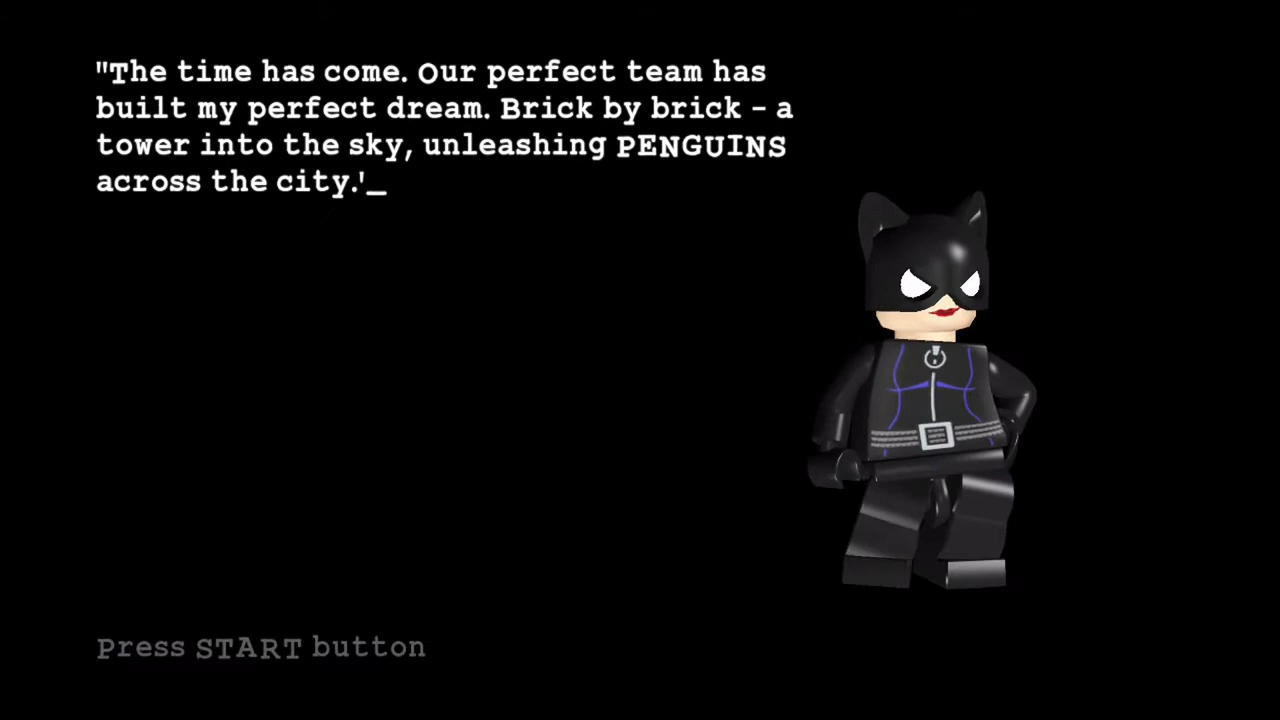 "The time has come. Our perfect team has
built my perfect dream. Brick by brick - a
tower into the sky, unleashing PENGUINS
across the city.'_
Press START button